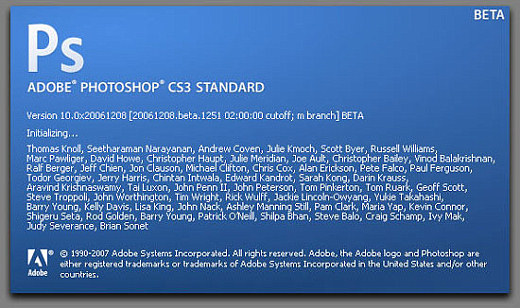 BETA
Ps
ADOBE® PHOTOSHOP® CS3 STANDARD
Version 10.0x20061208 [20061208.beta.1251 02:00:00 cutoff; m branch] BETA
Initializing...
Thomas Knoll, Seetharaman Narayanan, Andrew Coven, Julie Kmoch, Scott Byer, Russell Williams,
Marc Pawliger, David Howe, Christopher Haupt, Julie Meridian, Joe Ault, Christopher Bailey, Vinod Balakrishnan,
Ralf Berger, Jeff Chien, Jon Clauson, Michael Clifton, Chris Cox, Alan Erickson, Pete Falco, Paul Ferguson,
Todor Georgiev, Jerry Harris, Chintan Intwala, Edward Kandrot, Sarah Kong, Darin Krauss,
Aravind Krishnaswamy, Tai Luxon, John Penn II, John Peterson, Tom Pinkerton, Tom Ruark, Geoff Scott,
Steve Troppoli, John Worthington, Tim Wright, Rick Wulff, Jackie Lincoln-Owyang, Yukie Takahashi,
Barry Young, Kelly Davis, Lisa King, John Nack, Ashley Manning Still, Pam Clark, Maria Yap, Kevin Connor,
Shigeru Seta, Rod Golden, Barry Young, Patrick O'Neill, Shilpa Bhan, Steve Balo, Craig Schamp, Ivy Mak,
Judy Severance, Brian Sonet
Adobe
© 1990-2007 Adobe Systems Incorporated. All rights reserved. Adobe, the Adobe logo and Photoshop are
either registered trademarks or trademarks of Adobe Systems Incorporated in the United States and/or other
countries.